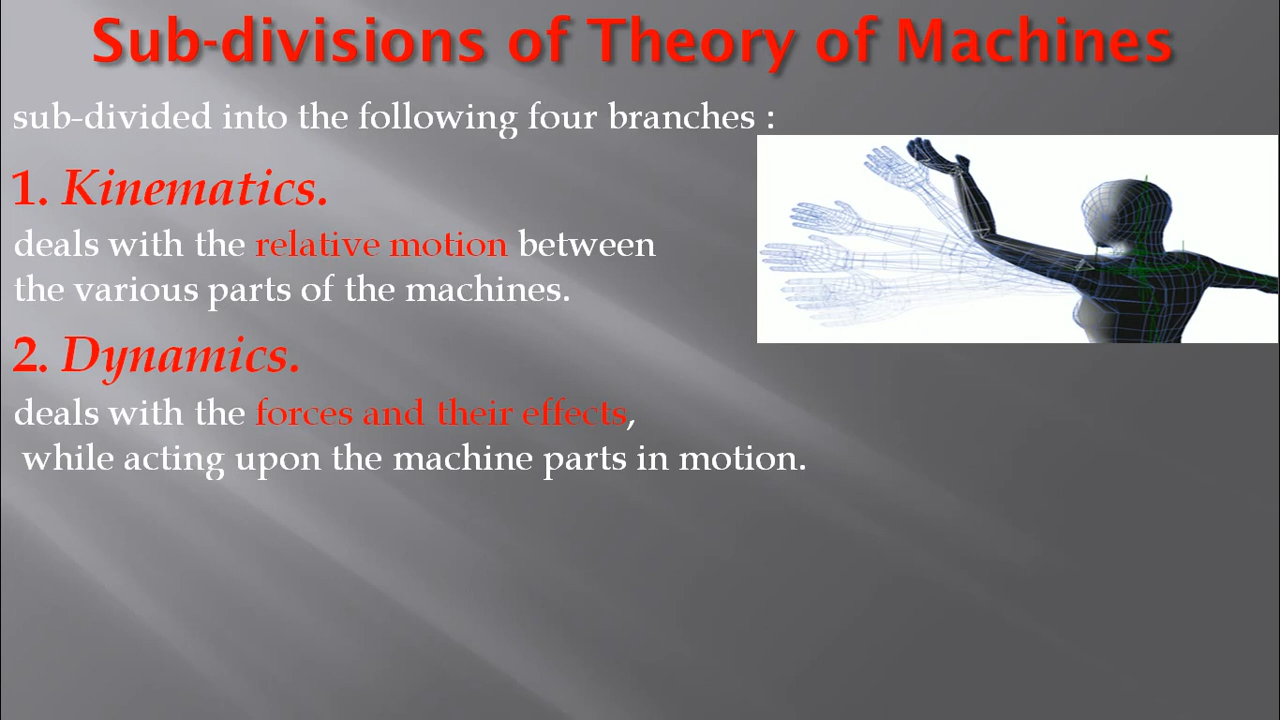 Sub-divisions of Theory of Machines
sub-divided into the following four branches :
1. Kinematics.
deals with the relative motion between
the various parts of the machines.
2. Dynamics.
deals with the forces and their effects,
while acting upon the machine parts in motion.